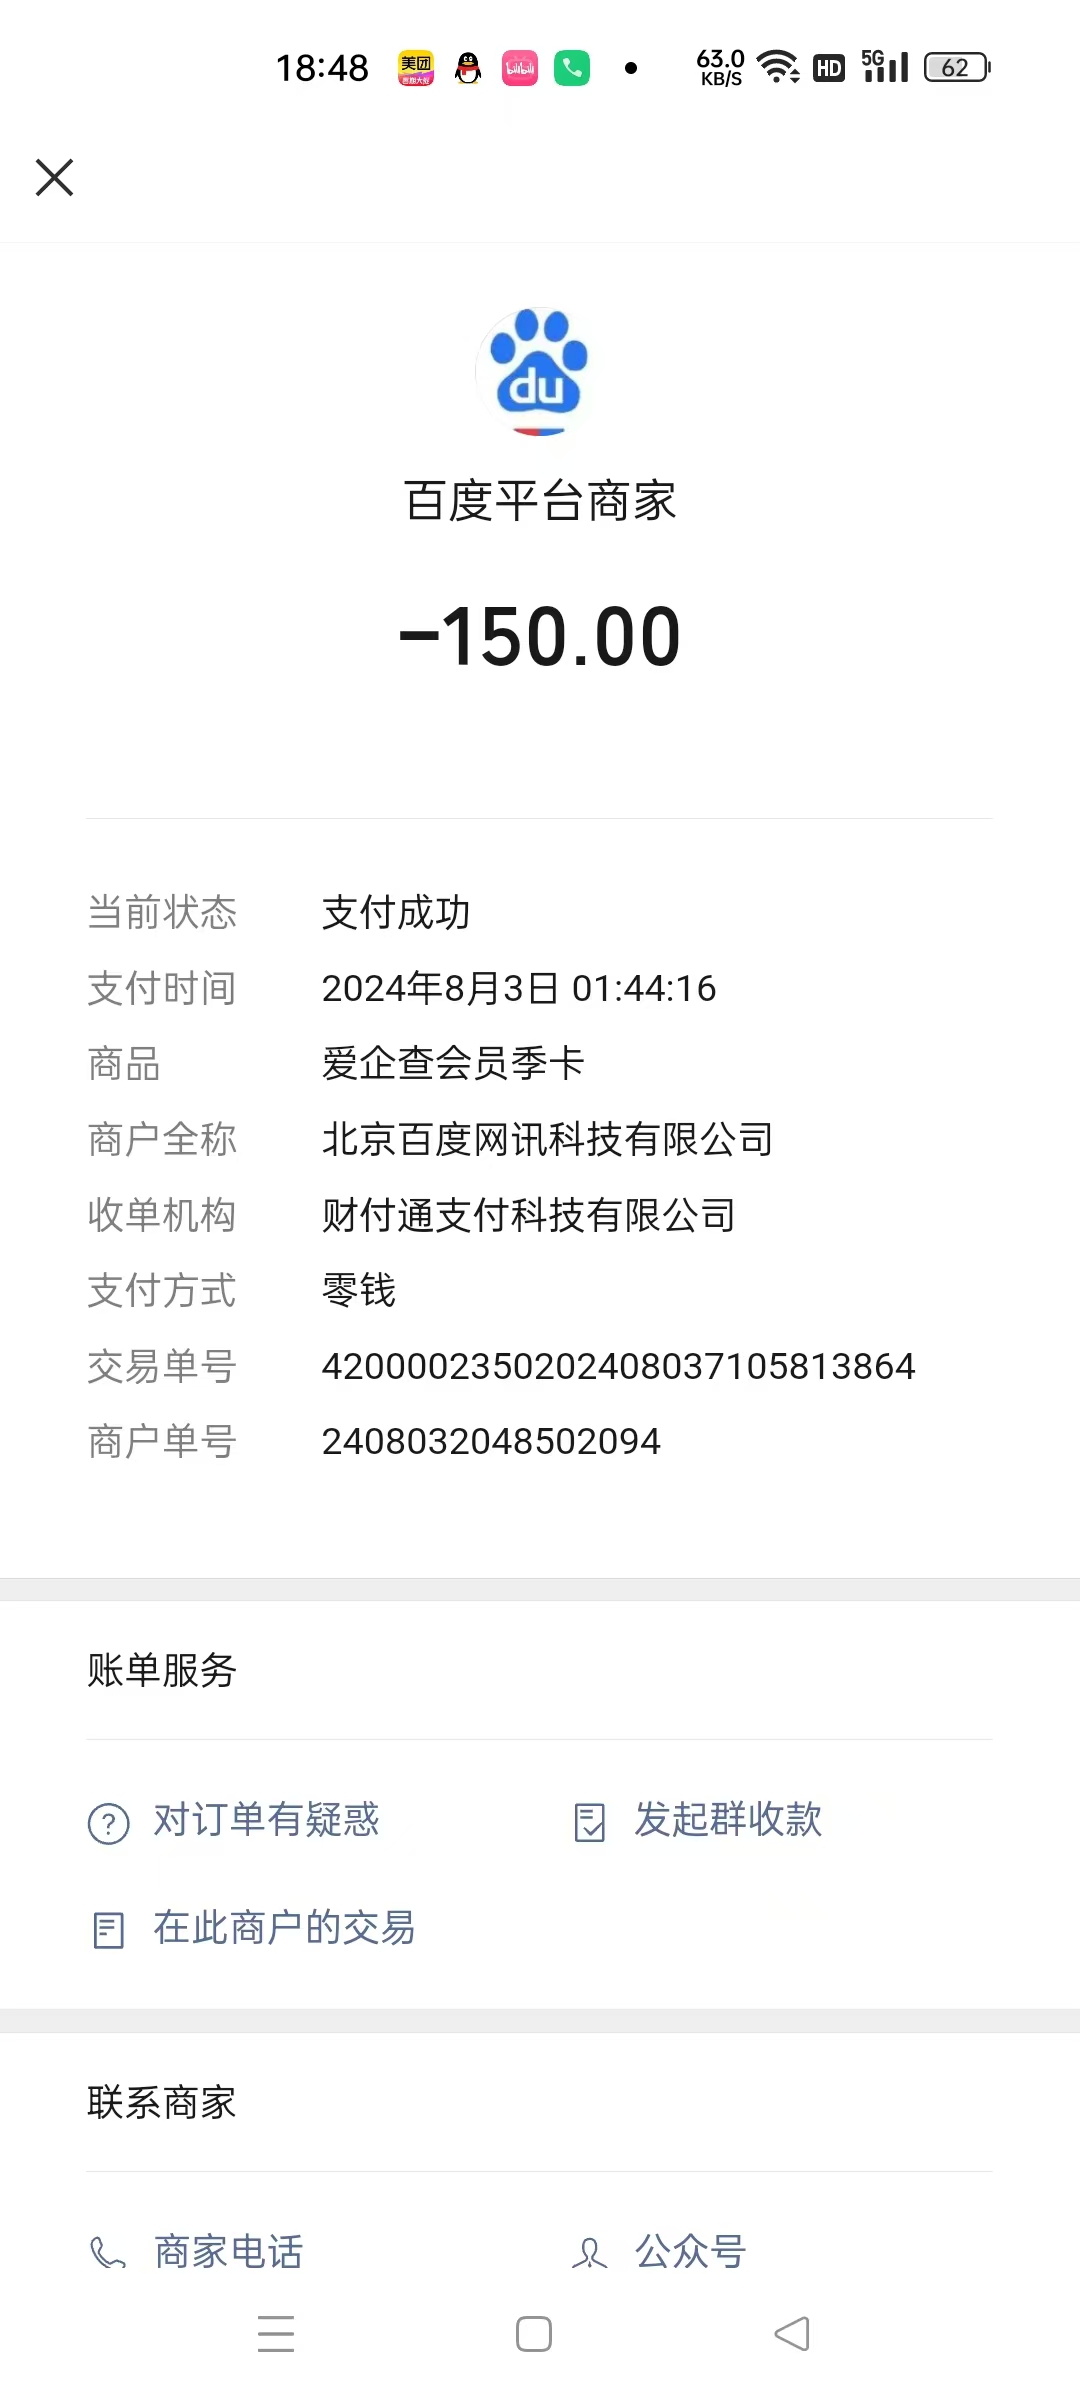 18:48 美团 bilibili 63.0 KB/S HD 5G 62
du
百度平台商家
-150.00
当前状态 支付成功
支付时间 2024年8月3日 01:44:16
商品 爱企查会员季卡
商户全称 北京百度网讯科技有限公司
收单机构 财付通支付科技有限公司
支付方式 零钱
交易单号 4200002350202408037105813864
商户单号 2408032048502094
账单服务
对订单有疑惑 发起群收款
在此商户的交易
联系商家
商家电话 公众号